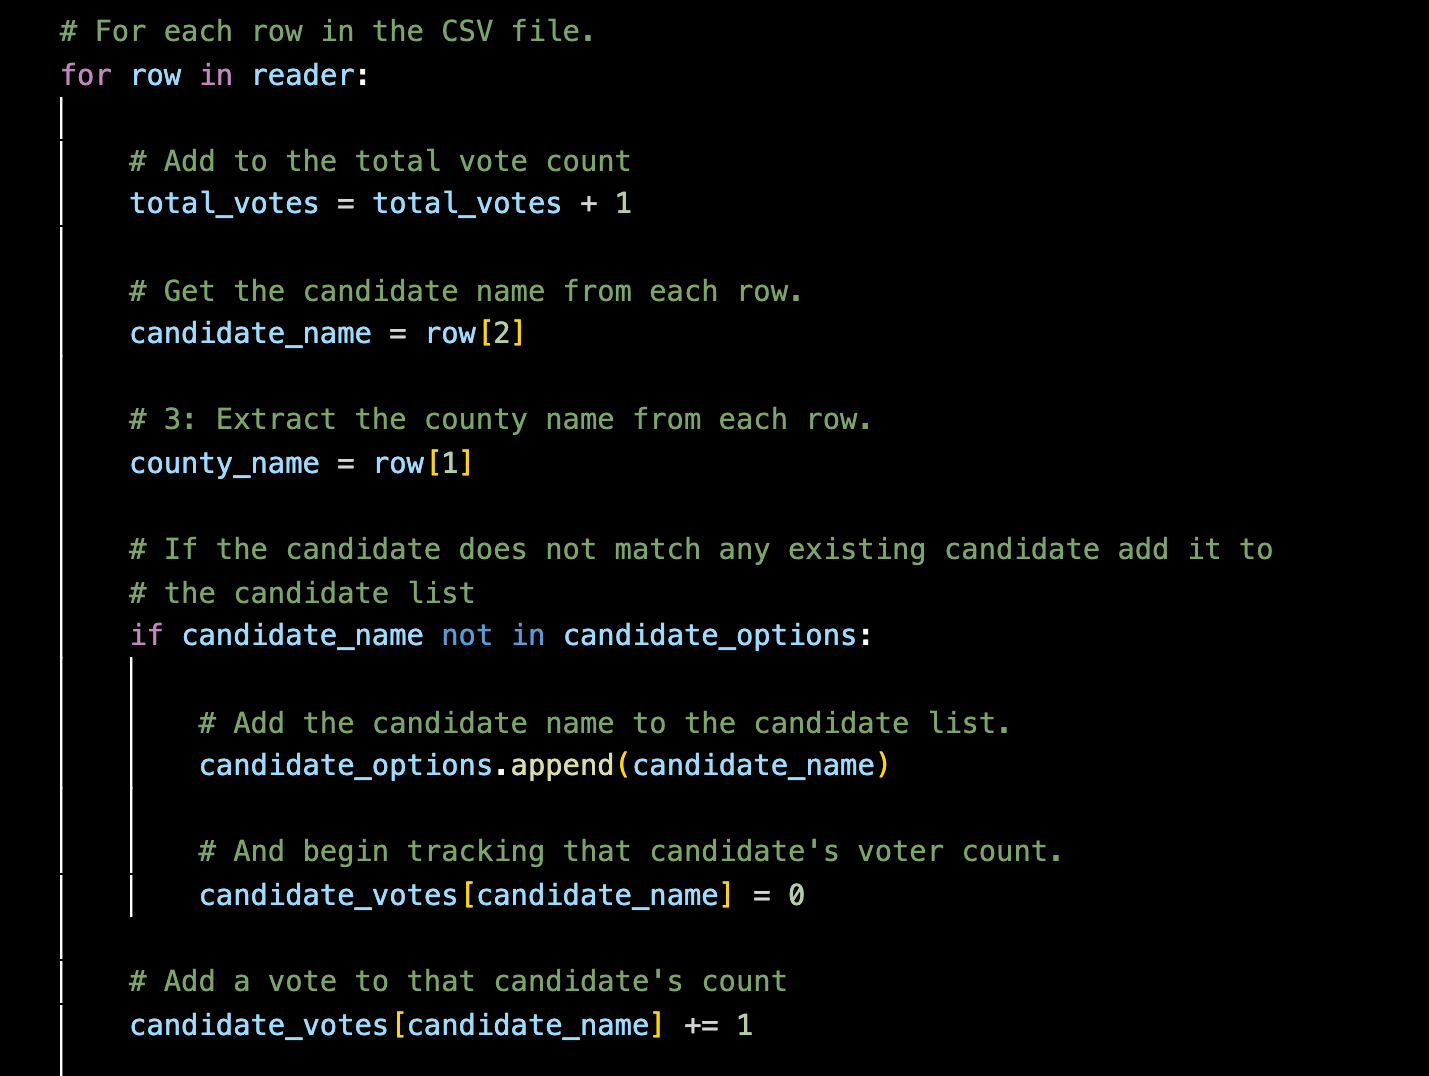 # For each row in the CSV file.
for row in reader:
# Add to the total vote count
total_votes = total_votes + 1
# Get the candidate name from each row.
candidate_name = row[2]
# 3: Extract the county name from each row.
county_name = row[1]
# If the candidate does not match any existing candidate add it to
# the candidate list
if candidate_name not in candidate_options:
# Add the candidate name to the candidate list.
candidate_options.append(candidate_name)
# And begin tracking that candidate's voter count.
candidate_votes[candidate_name] = 0
# Add a vote to that candidate's count
candidate_votes[candidate_name] += 1